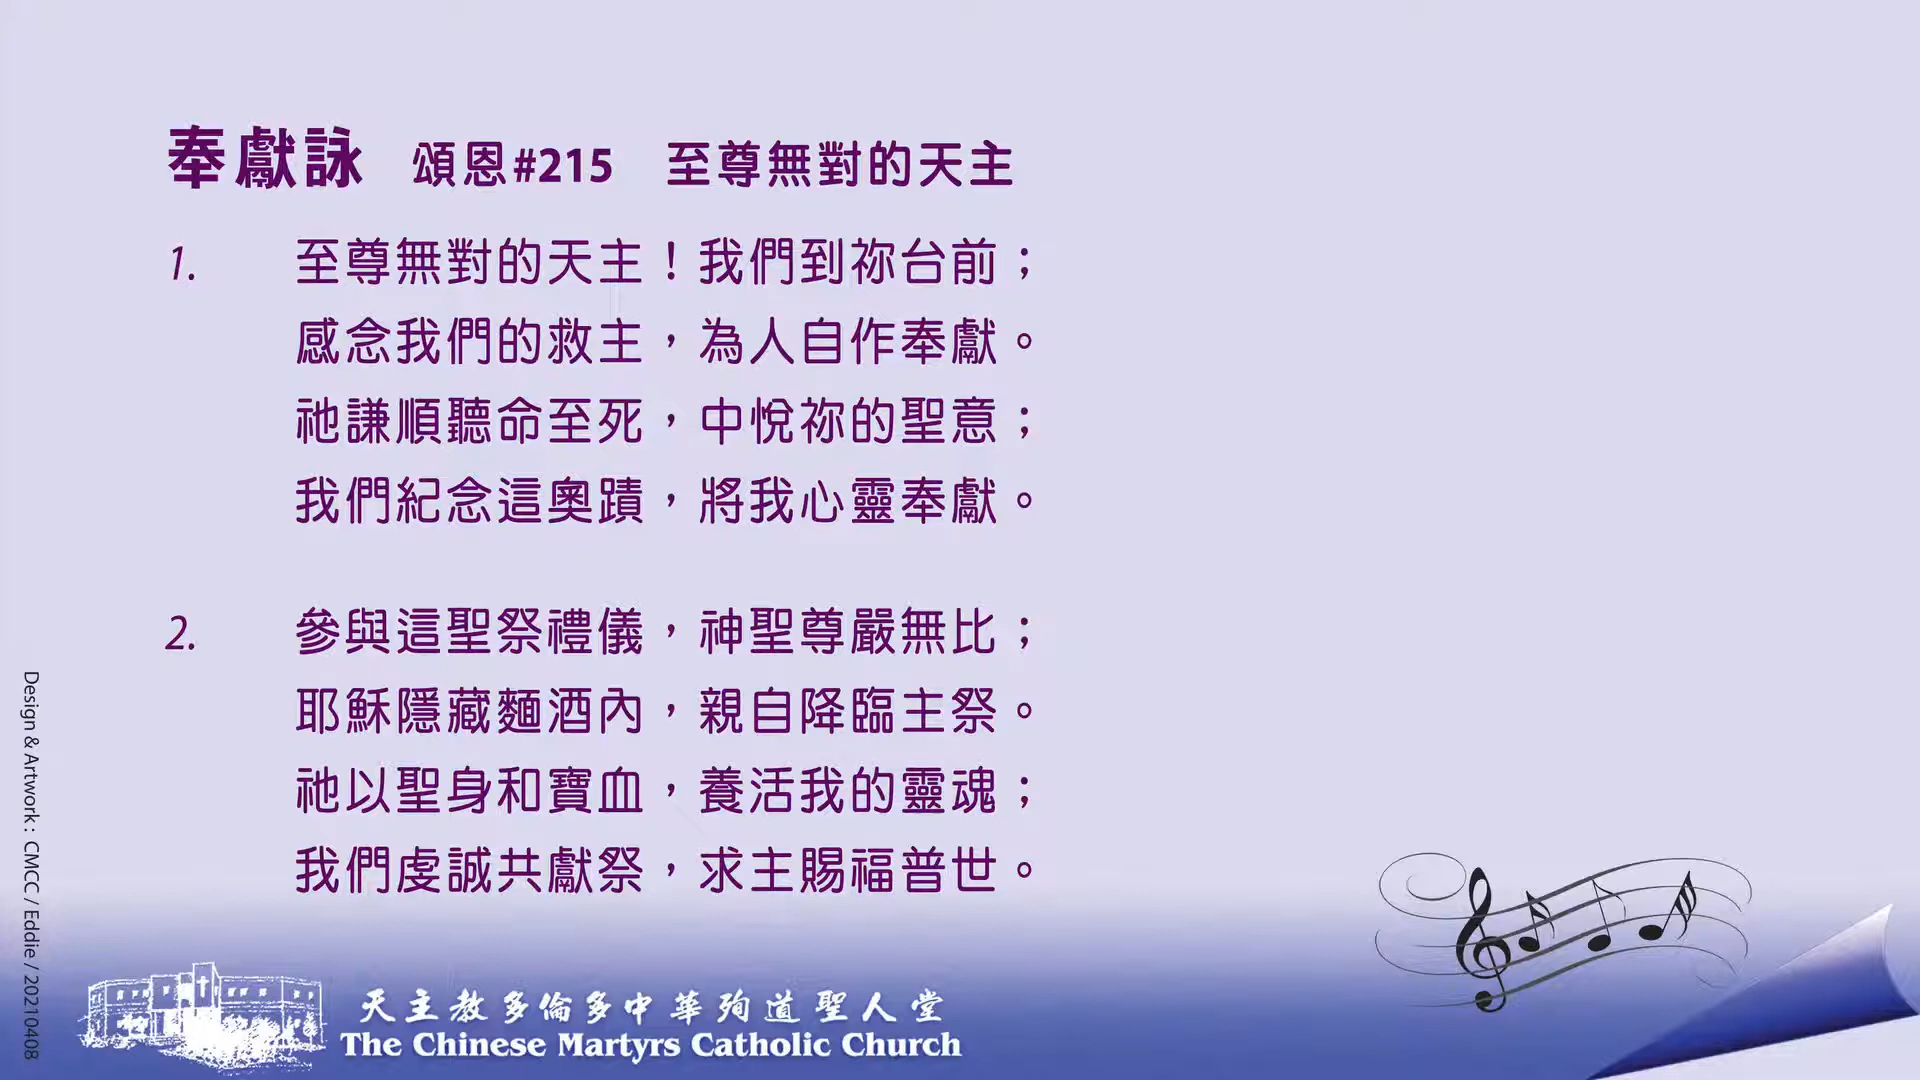 奉獻詠 頌恩#215 至尊無對的天主
1. 至尊無對的天主！我們到祢台前；
感念我們的救主，為人自作奉獻。
祂謙順聽命至死，中悅祢的聖意；
我們紀念這奧蹟，將我心靈奉獻。
2. 參與這聖祭禮儀，神聖尊嚴無比；
耶穌隱藏麵酒內，親自降臨主祭。
祂以聖身和寶血，養活我的靈魂；
我們虔誠共獻祭，求主賜福普世。
Design & Artwork : CMCC / Eddie / 20210408
天主教多倫多中華殉道聖人堂
The Chinese Martyrs Catholic Church